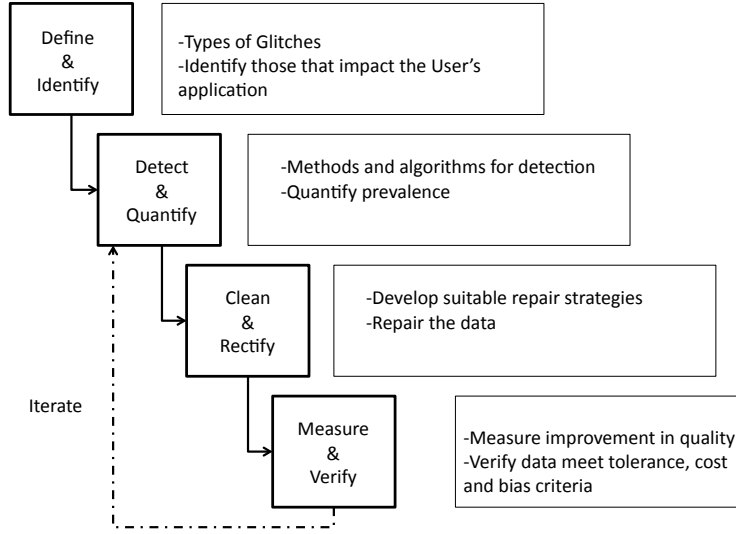 Define
&
Identify
-Types of Glitches
-Identify those that impact the User's
application
Detect
&
Quantify
-Methods and algorithms for detection
-Quantify prevalence
Clean
&
Rectify
-Develop suitable repair strategies
-Repair the data
Iterate
Measure
&
Verify
-Measure improvement in quality
-Verify data meet tolerance, cost
and bias criteria